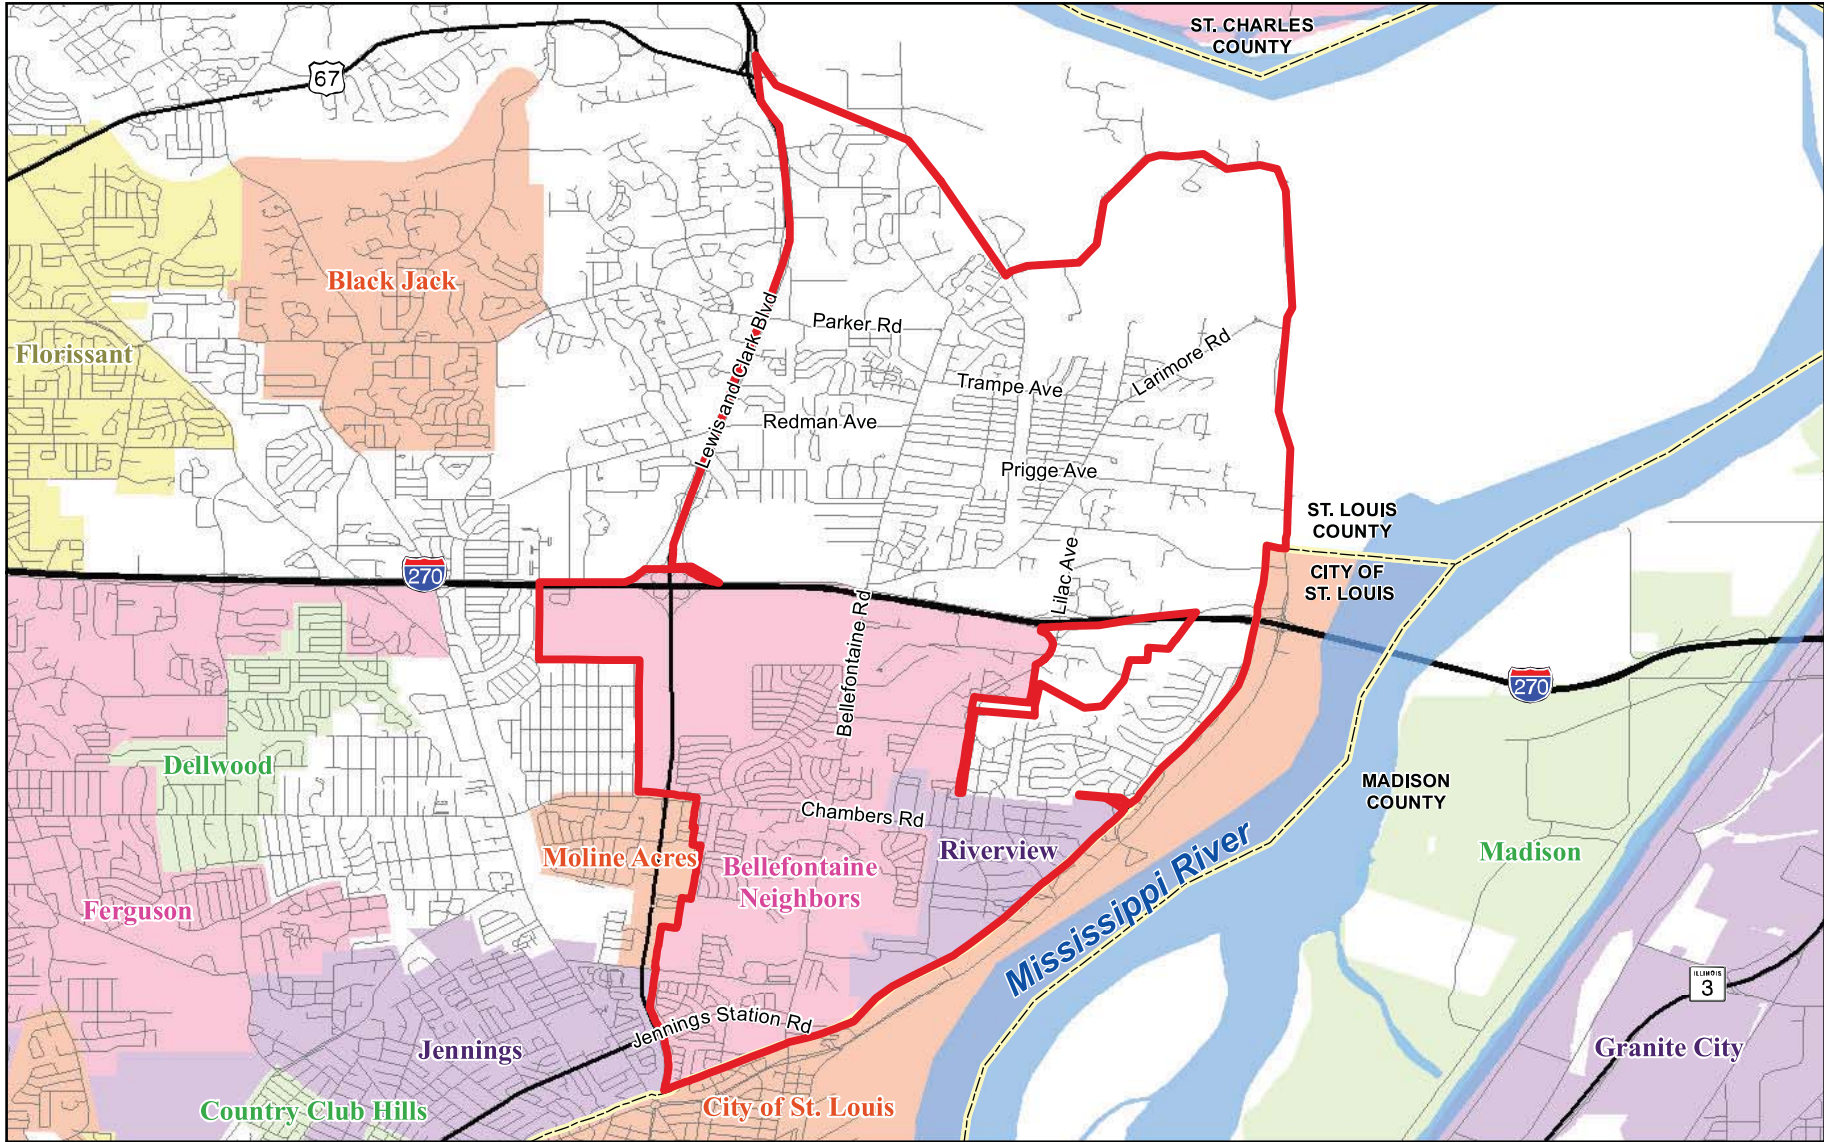 ST. CHARLES
COUNTY
67
Black Jack
Lewis and Clark Blvd
Parker Rd
Larimore Rd
Florissant
Trampe Ave
Redman Ave
Prigge Ave
ST. LOUIS
COUNTY
270
Lilac Ave
CITY OF
ST. LOUIS
Bellefontaine Rd
270
Dellwood
MADISON
COUNTY
Chambers Rd
Moline Acres
Riverview
Madison
Bellefontaine
Neighbors
Mississippi River
Ferguson
ILLINOIS
3
Jennings Station Rd
Jennings
Granite City
Country Club Hills
City of St. Louis